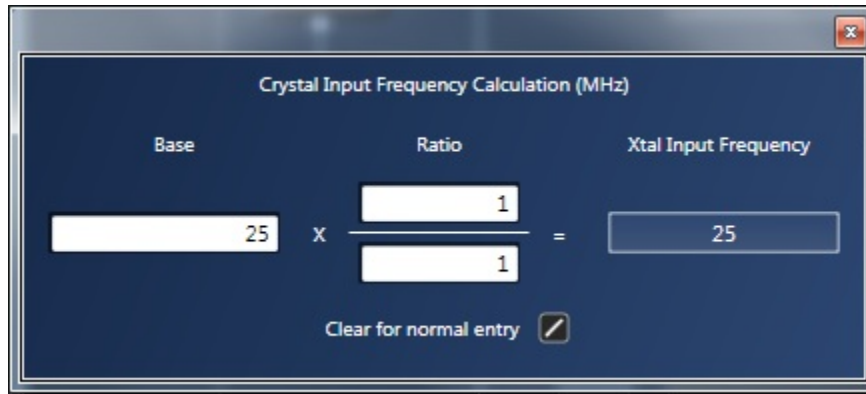 Crystal Input Frequency Calculation (MHz)
Base Ratio Xtal Input Frequency
1
25 X = 25
1
Clear for normal entry